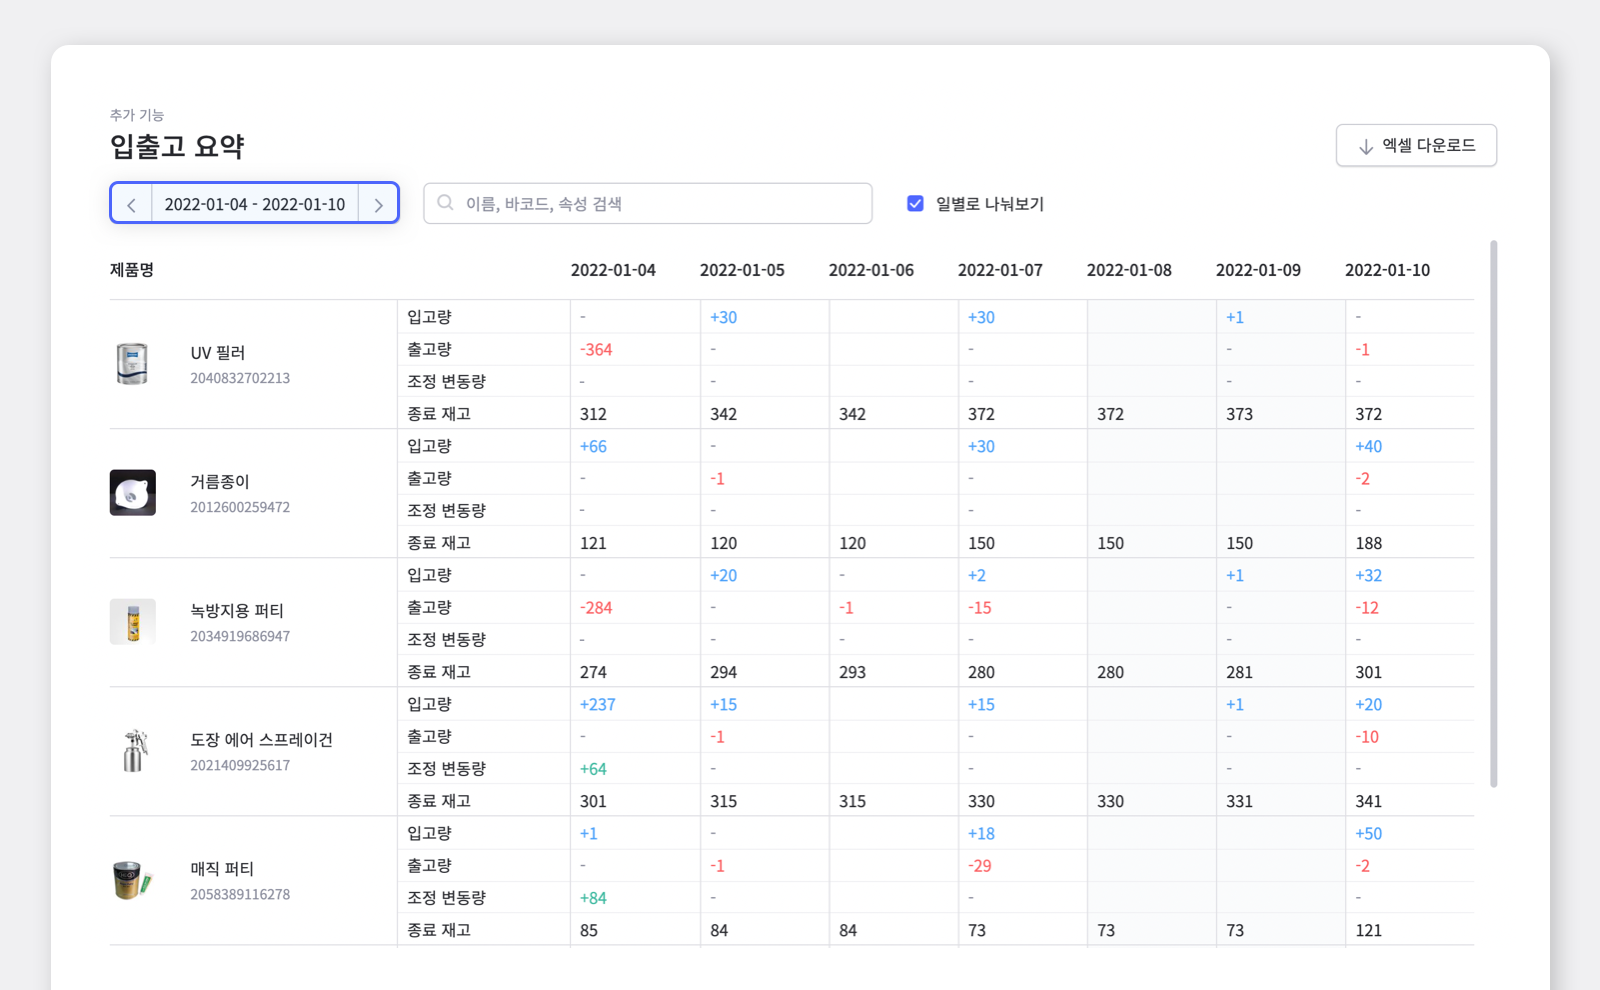 추가 기능
입출고 요약
엑셀 다운로드
2022-01-04 - 2022-01-10
이름, 바코드, 속성 검색
일별로 나눠보기
제품명 2022-01-04 2022-01-05 2022-01-06 2022-01-07 2022-01-08 2022-01-09 2022-01-10
UV 필러
2040832702213
입고량 - +30 +30 +1 -
출고량 -364 - - - -1
조정 변동량 - - - - -
종료 재고 312 342 342 372 372 373 372
거름종이
2012600259472
입고량 +66 - +30 +40
출고량 - -1 - -2
조정 변동량 - - - -
종료 재고 121 120 120 150 150 150 188
녹방지용 퍼티
2034919686947
입고량 - +20 - +2 +1 +32
출고량 -284 - -1 -15 - -12
조정 변동량 - - - - - -
종료 재고 274 294 293 280 280 281 301
도장 에어 스프레이건
2021409925617
입고량 +237 +15 +15 +1 +20
출고량 - -1 - - -10
조정 변동량 +64 - - - -
종료 재고 301 315 315 330 330 331 341
매직 퍼티
2058389116278
입고량 +1 - +18 +50
출고량 - -1 -29 -2
조정 변동량 +84 - - -
종료 재고 85 84 84 73 73 73 121